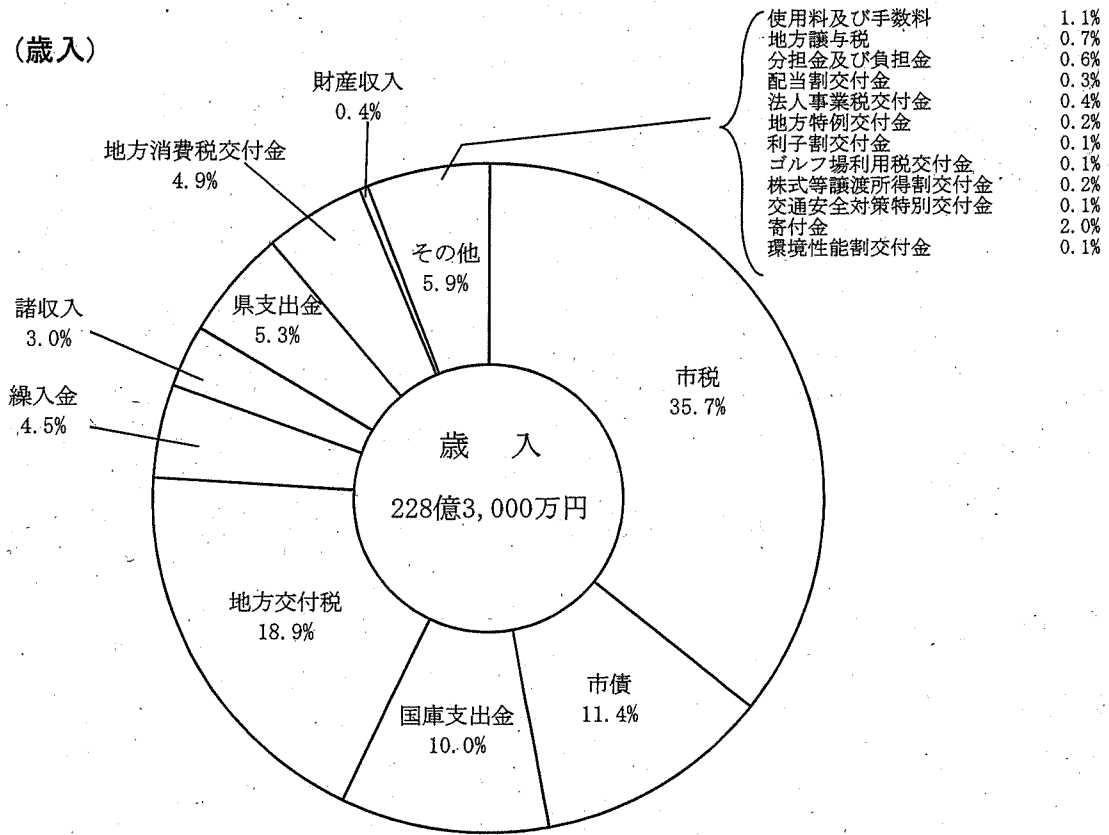 (歳入)
使用料及び手数料 1.1%
地方譲与税 0.7%
分担金及び負担金 0.6%
配当割交付金 0.3%
法人事業税交付金 0.4%
地方特例交付金 0.2%
利子割交付金 0.1%
ゴルフ場利用税交付金 0.1%
株式等譲渡所得割交付金 0.2%
交通安全対策特別交付金 0.1%
寄付金 2.0%
環境性能割交付金 0.1%
財産収入
0.4%
地方消費税交付金
4.9%
その他
5.9%
県支出金
5.3%
諸収入
3.0%
繰入金
4.5%
市税
35.7%
歳 入
228億3,000万円
地方交付税
18.9%
国庫支出金
10.0%
市債
11.4%